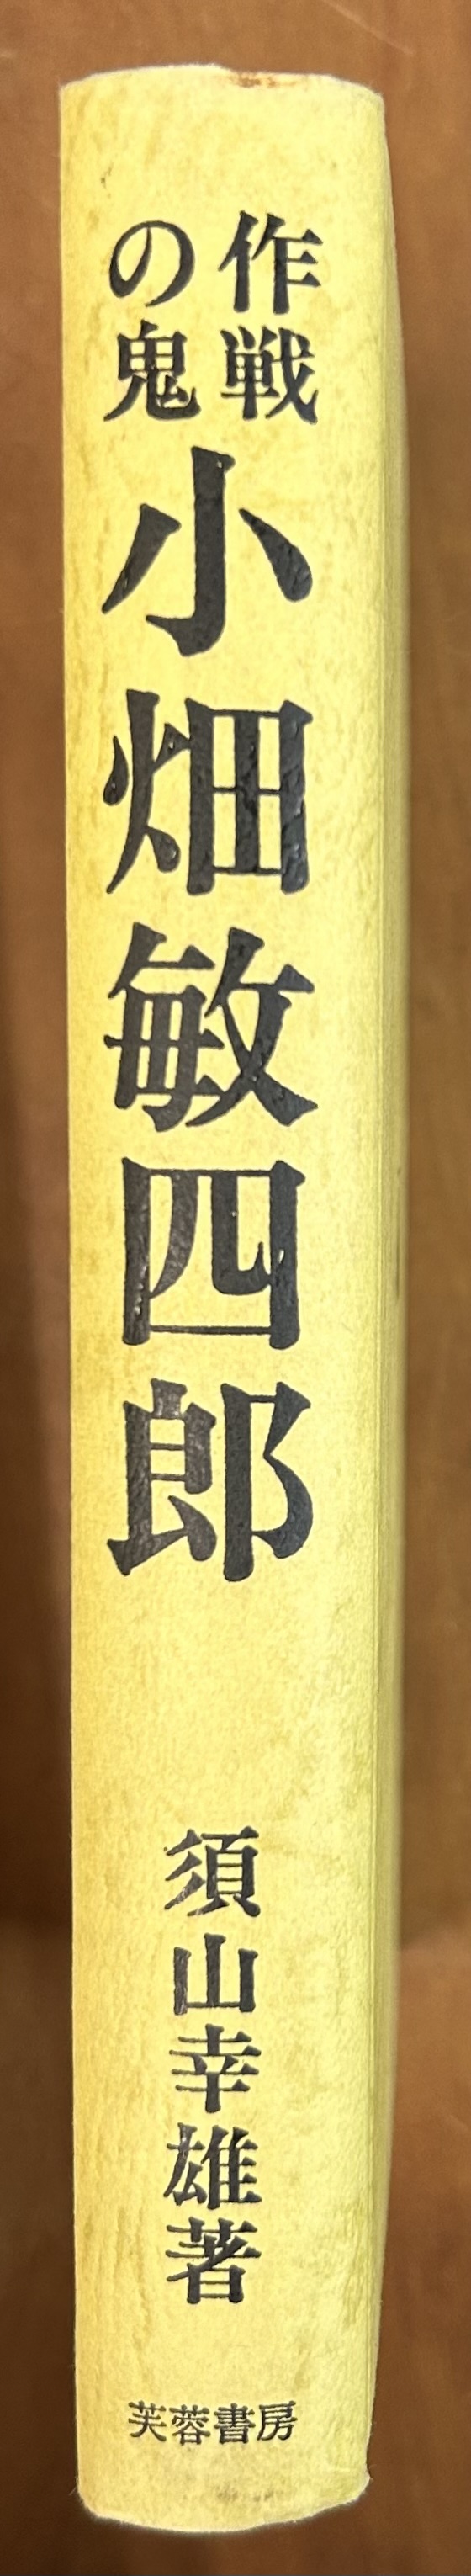 作戦
の鬼
小畑敏四郎
須山幸雄著
芙蓉書房